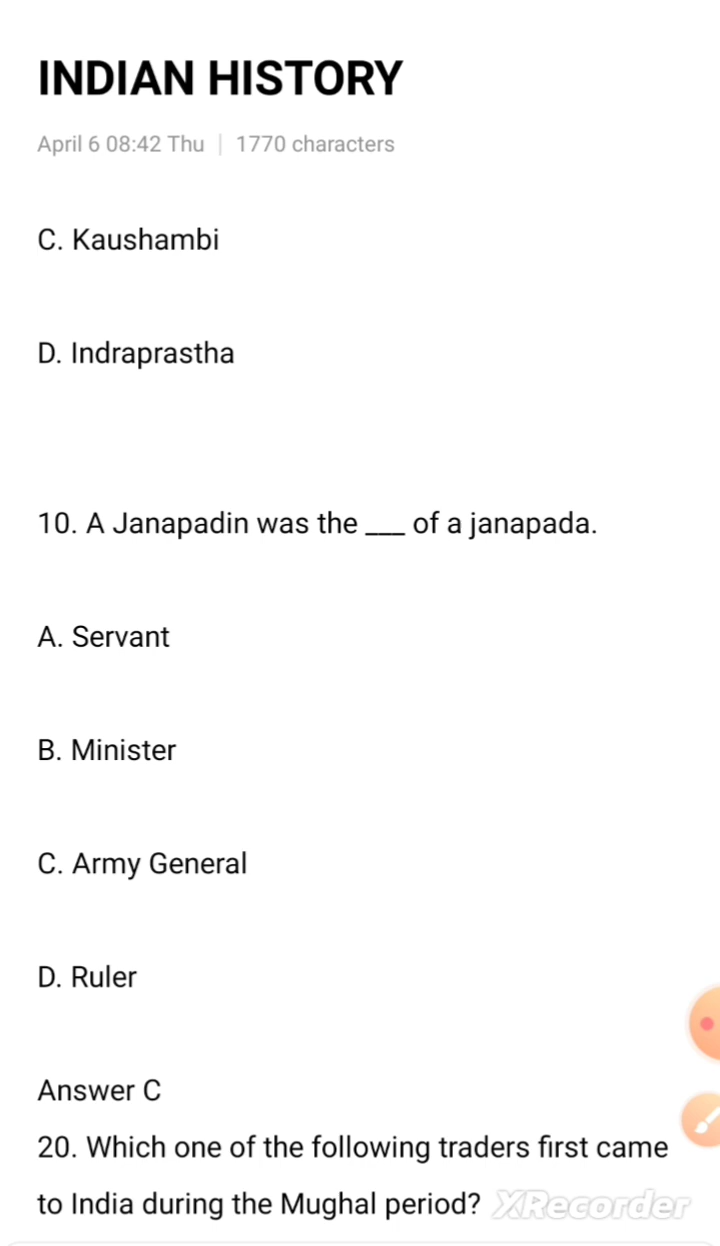 INDIAN HISTORY
April 6 08:42 Thu | 1770 characters
C. Kaushambi
D. Indraprastha
10. A Janapadin was the ___ of a janapada.
A. Servant
B. Minister
C. Army General
D. Ruler
Answer C
20. Which one of the following traders first came
to India during the Mughal period? XRecorder